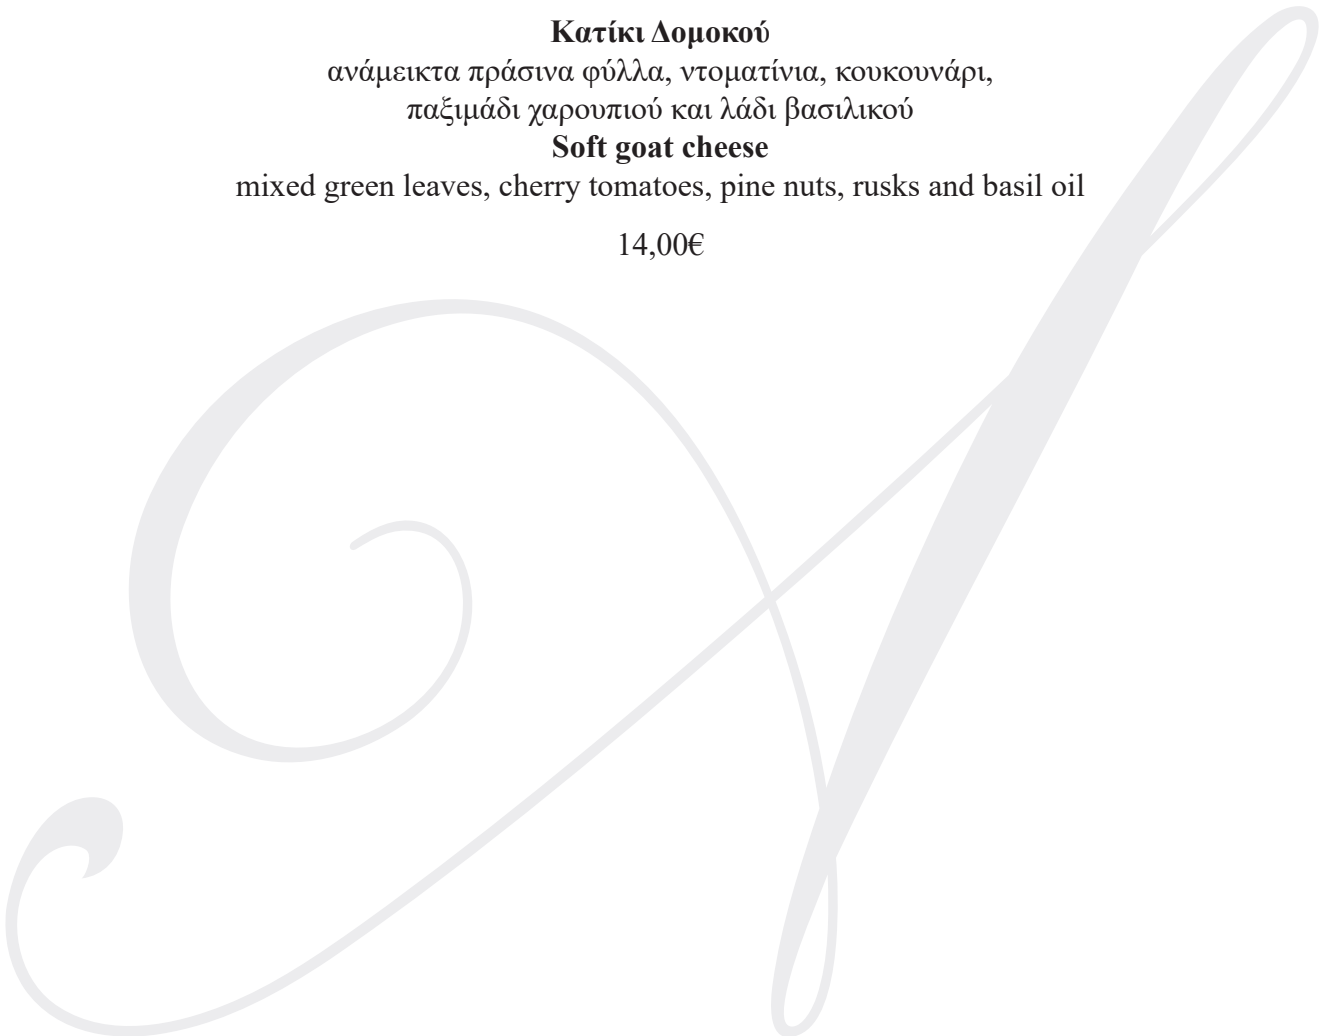 Κατίκι Δομοκού
ανάμεικτα πράσινα φύλλα, ντοματίνια, κουκουνάρι,
παξιμάδι χαρουπιού και λάδι βασιλικού
Soft goat cheese
mixed green leaves, cherry tomatoes, pine nuts, rusks and basil oil
14,00€